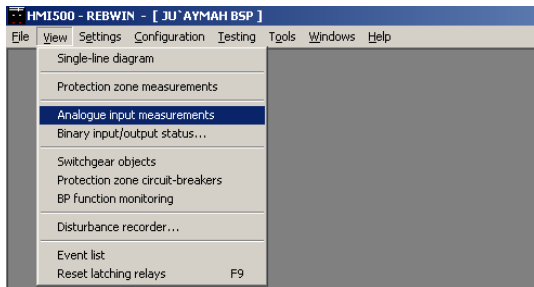 HMI500 - REBWIN - [ JU`AYMAH BSP ]
File View Settings Configuration Testing Tools Windows Help
Single-line diagram
Protection zone measurements
Analogue input measurements
Binary input/output status...
Switchgear objects
Protection zone circuit-breakers
BP function monitoring
Disturbance recorder...
Event list
Reset latching relays F9